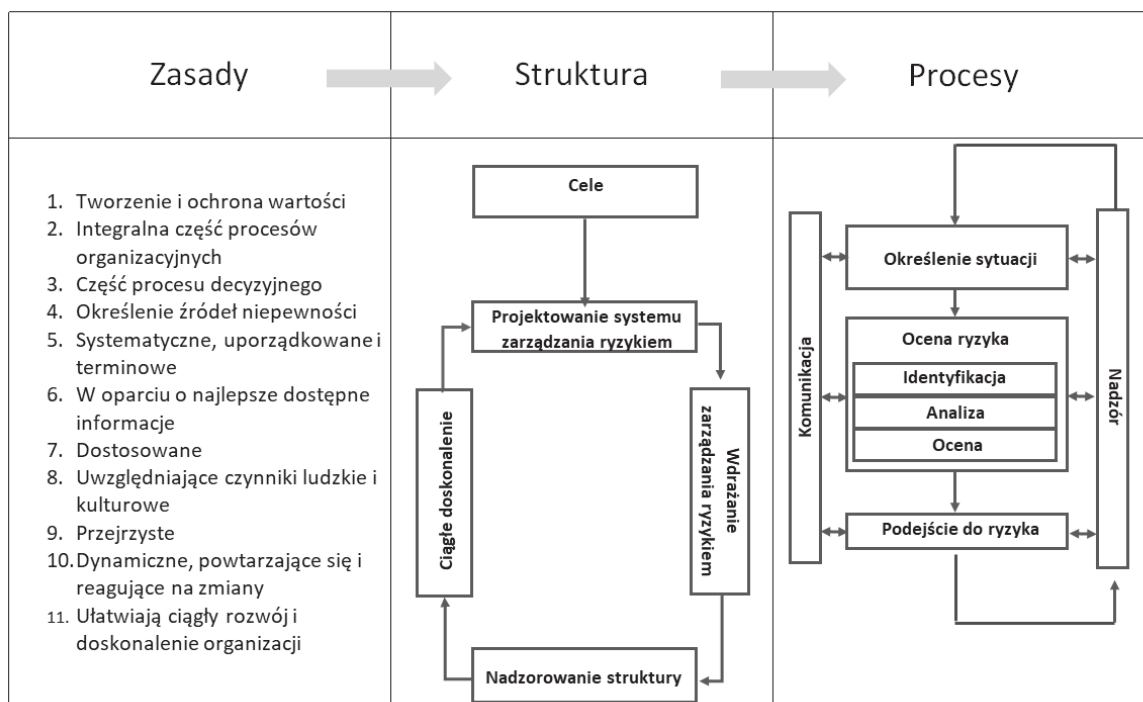 Zasady
Struktura
Procesy
1. Tworzenie i ochrona wartości
2. Integralna część procesów
organizacyjnych
3. Część procesu decyzyjnego
4. Określenie źródeł niepewności
5. Systematyczne, uporządkowane i
terminowe
6. W oparciu o najlepsze dostępne
informacje
7. Dostosowane
8. Uwzględniające czynniki ludzkie i
kulturowe
9. Przejrzyste
10. Dynamiczne, powtarzające się i
reagujące na zmiany
11. Ułatwiają ciągły rozwój i
doskonalenie organizacji
Cele
Projektowanie systemu
zarządzania ryzykiem
Ciągłe doskonalenie
Wdrażanie
zarządzania ryzykiem
Nadzorowanie struktury
Komunikacja
Określenie sytuacji
Ocena ryzyka
Identyfikacja
Analiza
Ocena
Podejście do ryzyka
Nadzór